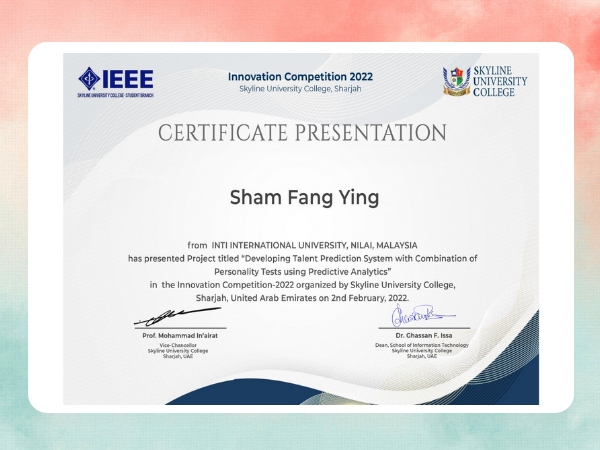 IEEE
SKYLINE UNIVERSITY COLLEGE - STUDENT BRANCH
Innovation Competition 2022
Skyline University College, Sharjah
SKYLINE
UNIVERSITY
COLLEGE
CERTIFICATE PRESENTATION
Sham Fang Ying
from INTI INTERNATIONAL UNIVERSITY, NILAI, MALAYSIA
has presented Project titled “Developing Talent Prediction System with Combination of
Personality Tests using Predictive Analytics”
in the Innovation Competition-2022 organized by Skyline University College,
Sharjah, United Arab Emirates on 2nd February, 2022.
Prof. Mohammad In'airat
Vice-Chancellor
Skyline University College
Sharjah, UAE
Dr. Ghassan F. Issa
Dean, School of Information Technology
Skyline University College
Sharjah, UAE